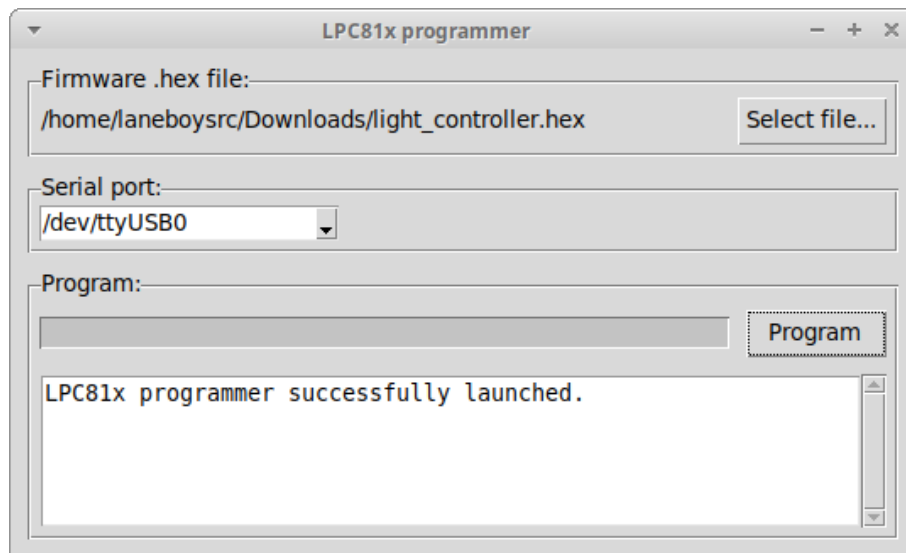 LPC81x programmer
Firmware .hex file:
/home/laneboysrc/Downloads/light_controller.hex Select file...
Serial port:
/dev/ttyUSB0
Program:
Program
LPC81x programmer successfully launched.